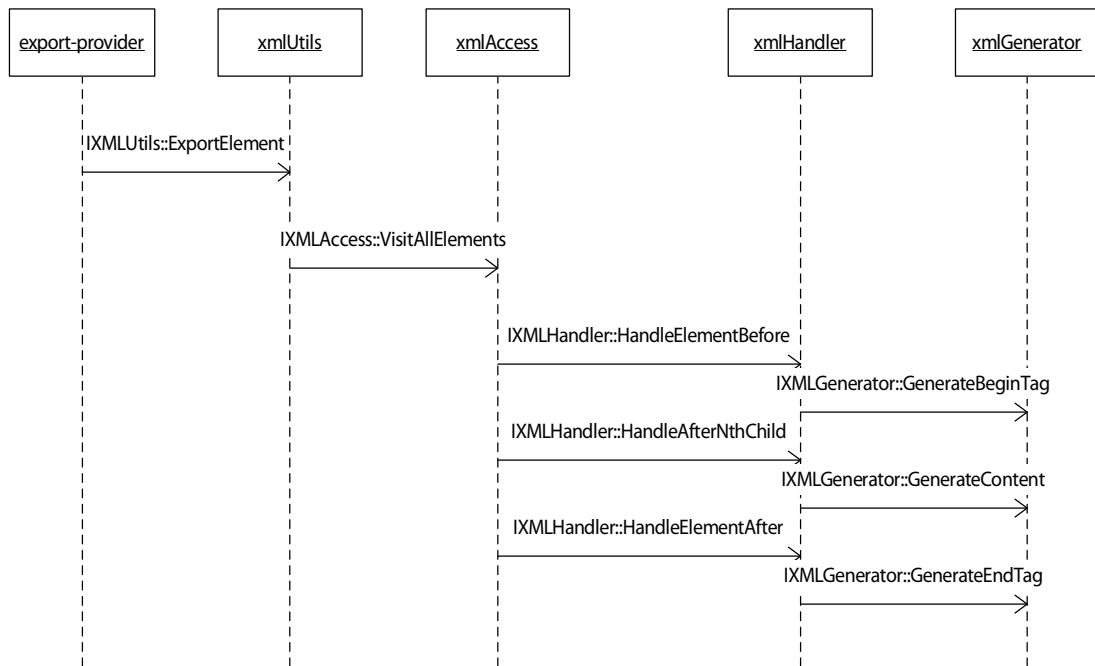 export-provider
xmlUtils
xmlAccess
xmlHandler
xmlGenerator
IXMLUtils::ExportElement
IXMLAccess::VisitAllElements
IXMLHandler::HandleElementBefore
IXMLGenerator::GenerateBeginTag
IXMLHandler::HandleAfterNthChild
IXMLGenerator::GenerateContent
IXMLHandler::HandleElementAfter
IXMLGenerator::GenerateEndTag